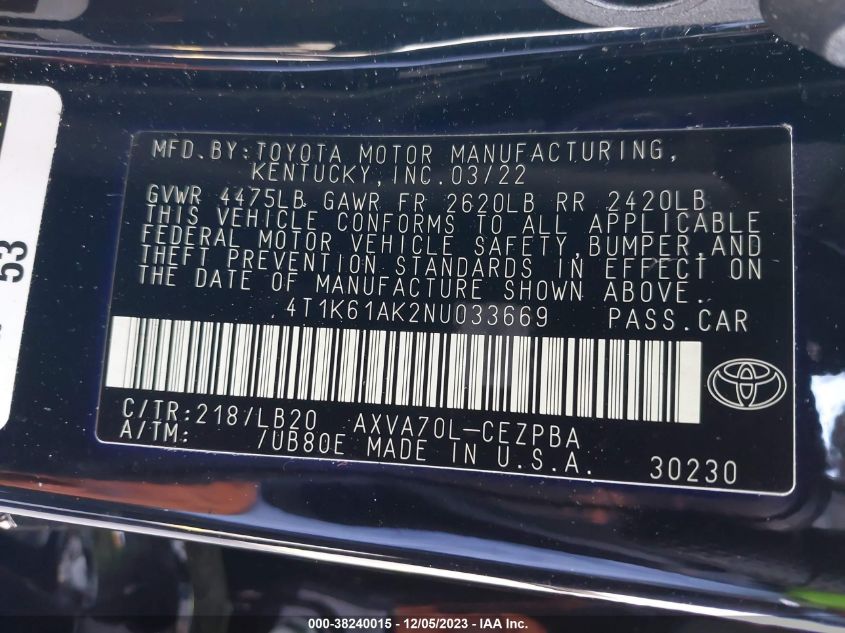 53
MFD.BY:TOYOTA MOTOR MANUFACTURING,
KENTUCKY,INC.03/22
GVWR 4475LB GAWR FR 2620LB RR 2420LB
THIS VEHICLE CONFORMS TO ALL APPLICABLE
FEDERAL MOTOR VEHICLE SAFETY,BUMPER,AND
THEFT PREVENTION STANDARDS IN EFFECT ON
THE DATE OF MANUFACTURE SHOWN ABOVE.
4T1K61AK2NU033669 PASS.CAR
C/TR:218/LB20 AXVA70L-CEZPBA
A/TM: /UB80E MADE IN U.S.A. 30230
000-38240015 - 12/05/2023 - IAA Inc.